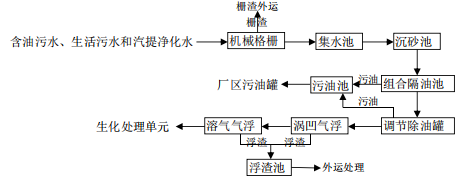 栅渣外运
栅渣
含油污水、生活污水和汽提净化水
机械格栅
集水池
沉砂池
厂区污油罐
污油池
污油
组合隔油池
污油
生化处理单元
溶气气浮
涡凹气浮
调节除油罐
浮渣
浮渣
浮渣池
外运处理